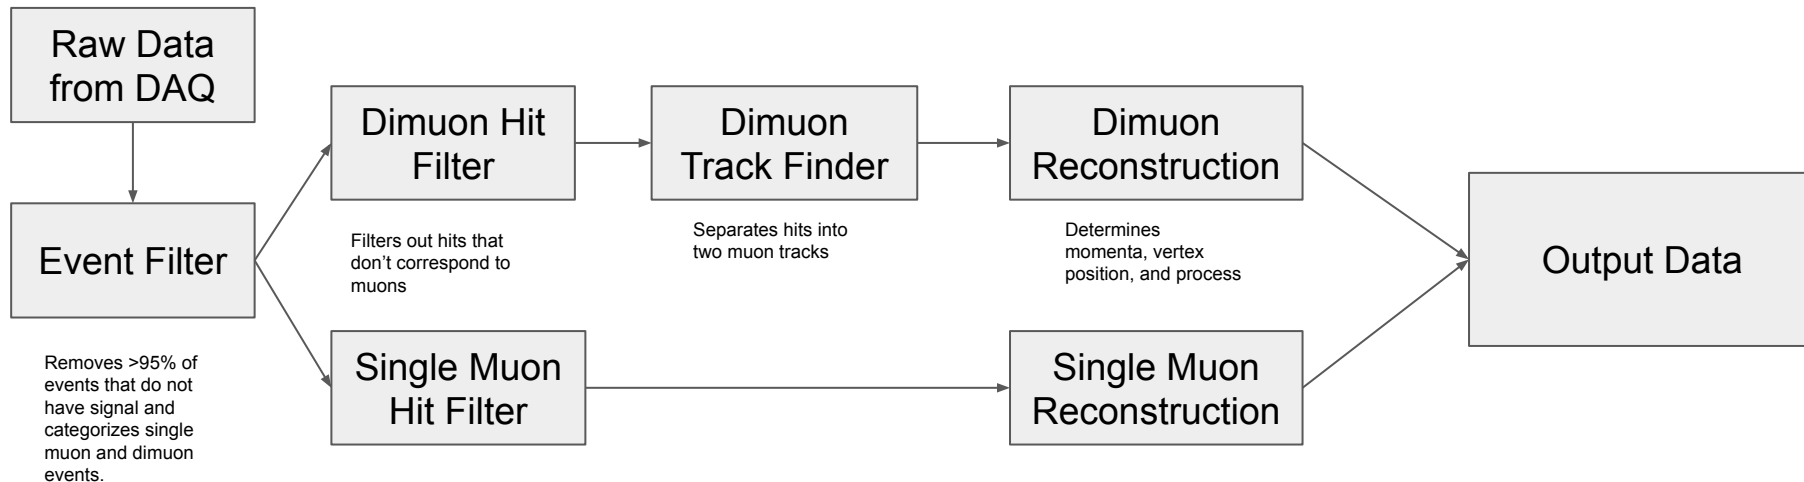 Raw Data
from DAQ
Event Filter
Removes >95% of
events that do not
have signal and
categorizes single
muon and dimuon
events.
Dimuon Hit
Filter
Filters out hits that
don’t correspond to
muons
Dimuon
Track Finder
Separates hits into
two muon tracks
Dimuon
Reconstruction
Determines
momenta, vertex
position, and process
Single Muon
Hit Filter
Single Muon
Reconstruction
Output Data